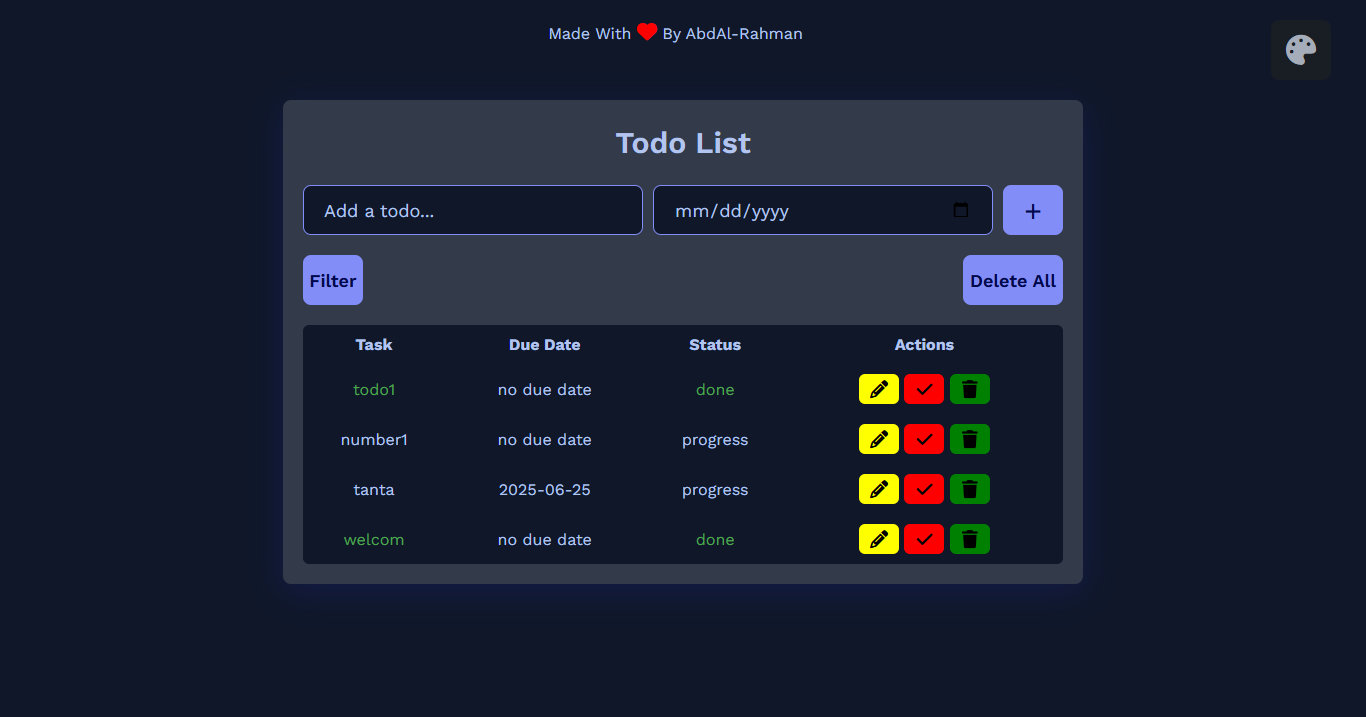 Made With By AbdAl-Rahman
Todo List
Add a todo... mm/dd/yyyy +
Filter Delete All
Task Due Date Status Actions
todo1 no due date done
number1 no due date progress
tanta 2025-06-25 progress
welcom no due date done